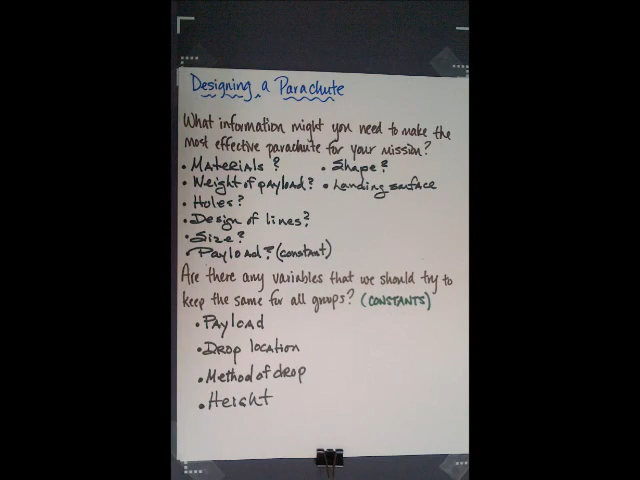 Designing a Parachute
What information might you need to make the
most effective parachute for your mission?
• Materials? • Shape?
• Weight of payload? • Landing surface
• Holes?
• Design of lines?
• Size?
• Payload? (constant)
Are there any variables that we should try to
keep the same for all groups? (CONSTANTS)
• Payload
• Drop location
• Method of drop
• Height